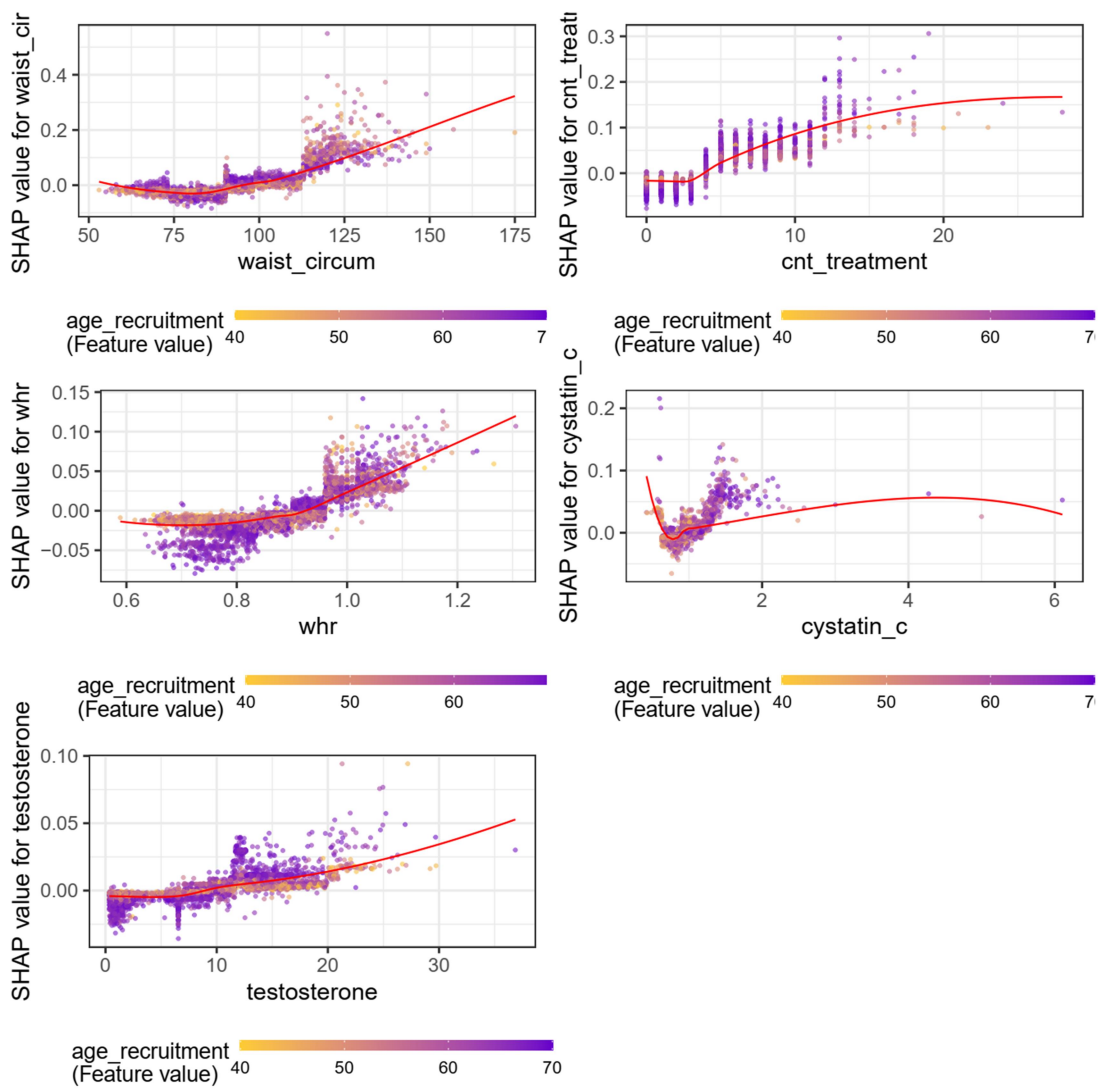 SHAP value for waist_cir
0.4
0.2
0.0
50 75 100 125 150 175
waist_circum
age_recruitment
(Feature value)
40 50 60 7
SHAP value for cnt_treat
0.3
0.2
0.1
0.0
0 10 20
cnt_treatment
age_recruitment
(Feature value)
40 50 60 7
SHAP value for whr
0.15
0.10
0.05
0.00
−0.05
0.6 0.8 1.0 1.2
whr
age_recruitment
(Feature value)
40 50 60
SHAP value for cystatin_c
0.2
0.1
0.0
2 4 6
cystatin_c
age_recruitment
(Feature value)
40 50 60 7
SHAP value for testosterone
0.10
0.05
0.00
0 10 20 30
testosterone
age_recruitment
(Feature value)
40 50 60 70